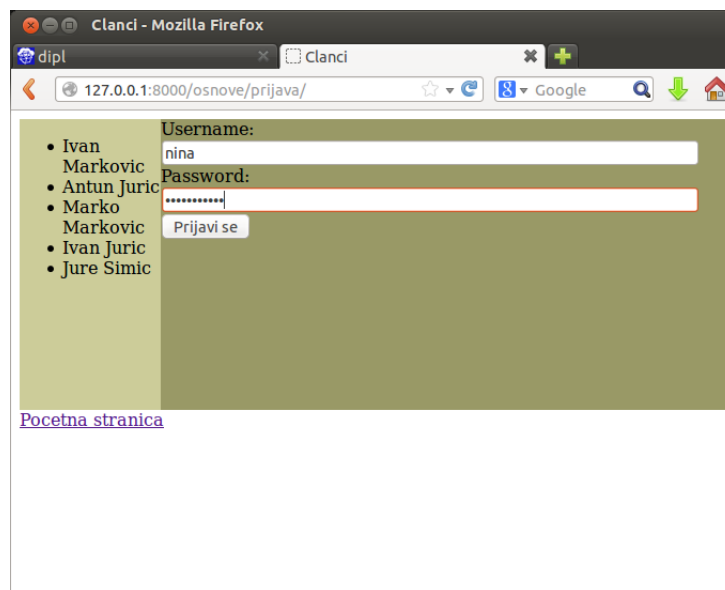 Clanci - Mozilla Firefox
dipl
Clanci
127.0.0.1:8000/osnove/prijava/
Google
Username:
nina
Password:
•••••••••••
Prijavi se
• Ivan
Markovic
• Antun Juric
• Marko
Markovic
• Ivan Juric
• Jure Simic
Pocetna stranica